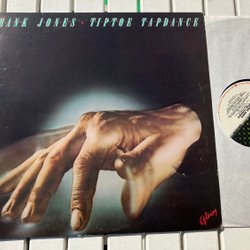 HANK JONES · TIPTOE TAPDANCE
Galaxy